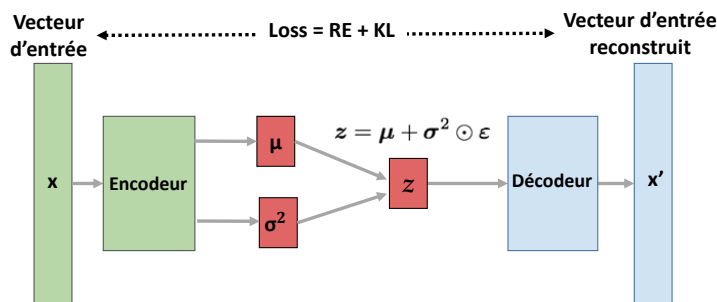 Vecteur
d'entrée
Loss = RE + KL
Vecteur d'entrée
reconstruit
x
Encodeur
μ
σ²
z = μ + σ² ⊙ ε
z
Décodeur
x'